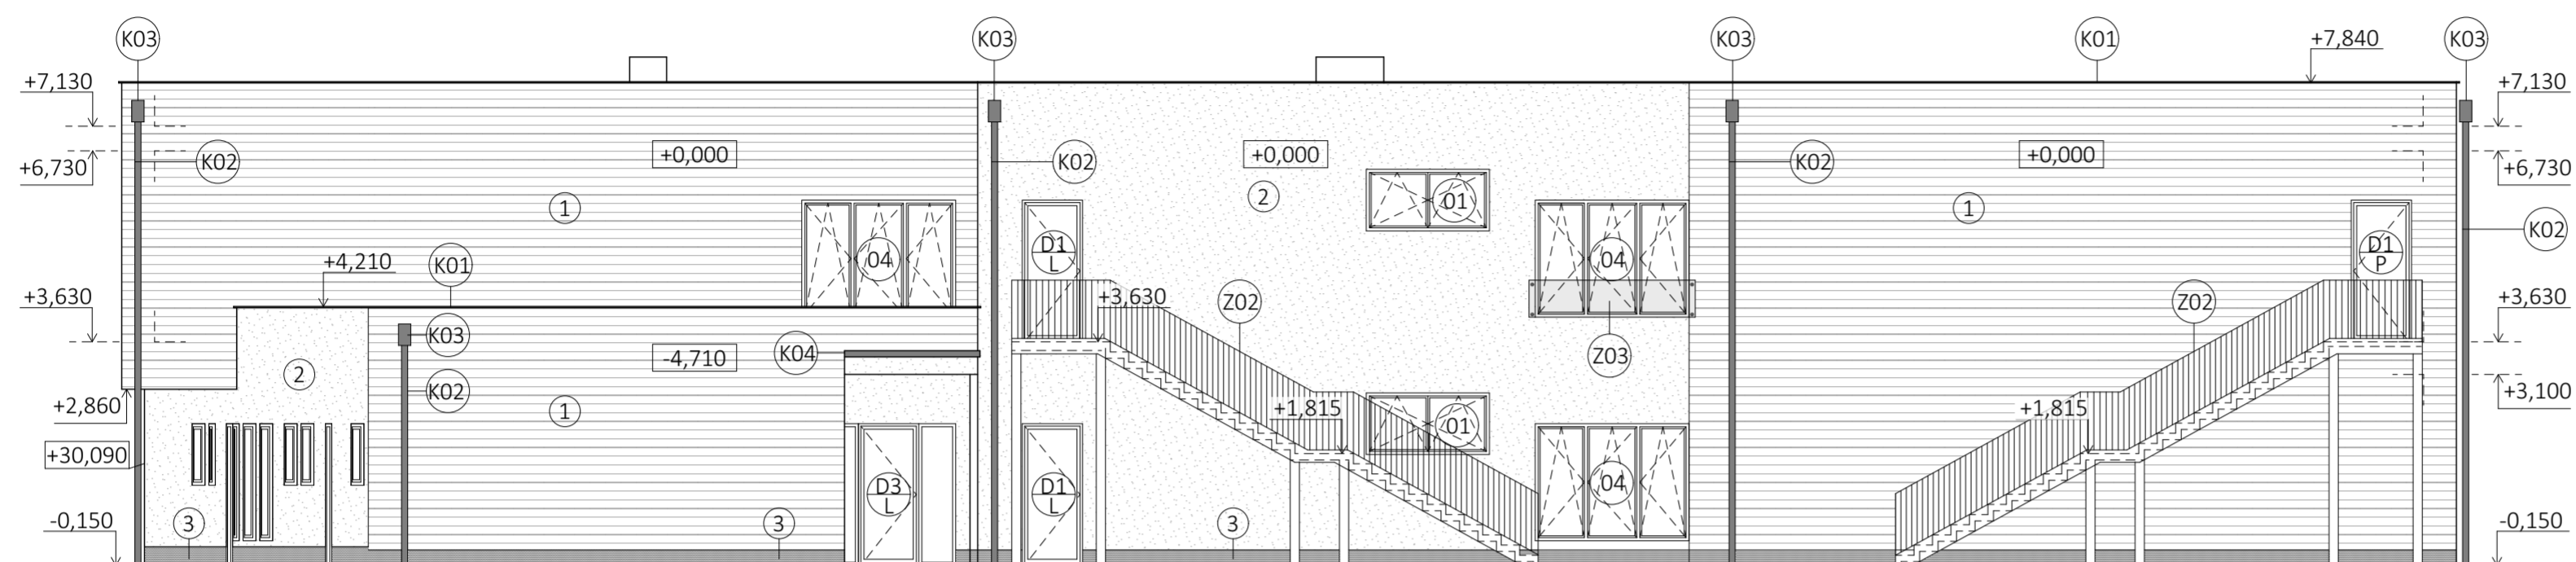 K03 K03 K03 K01 K03
+7,840
+7,130 +7,130
+0,000 +0,000 +0,000
K02 K02 K02
+6,730 +6,730
1 2 01 1
K02
D1 L 04 04 D1 P
+4,210 K01
+3,630 +3,630 Z02 Z02 +3,630
K03
-4,710 K04 Z03
2
K02 +3,100
+2,860 1 +1,815 01 +1,815
+30,090
D3 L D1 L 04
-0,150 3 3 3 -0,150